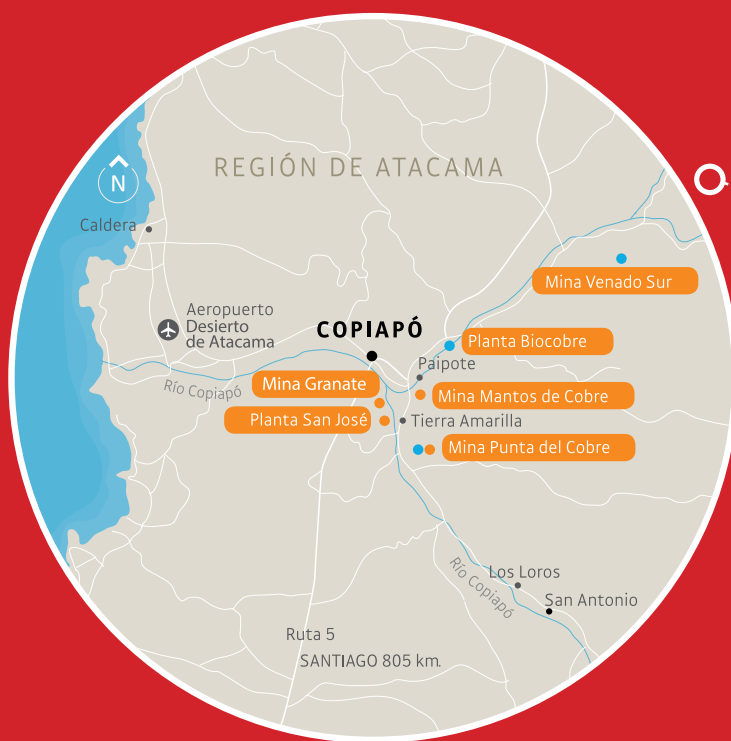 REGIÓN DE ATACAMA
N
Caldera
Mina Venado Sur
Aeropuerto
Desierto
de Atacama
COPIAPÓ
Planta Biocobre
Paipote
Río Copiapó
Mina Granate
Mina Mantos de Cobre
Planta San José
Tierra Amarilla
Mina Punta del Cobre
Río Copiapó
Los Loros
San Antonio
Ruta 5
SANTIAGO 805 km.